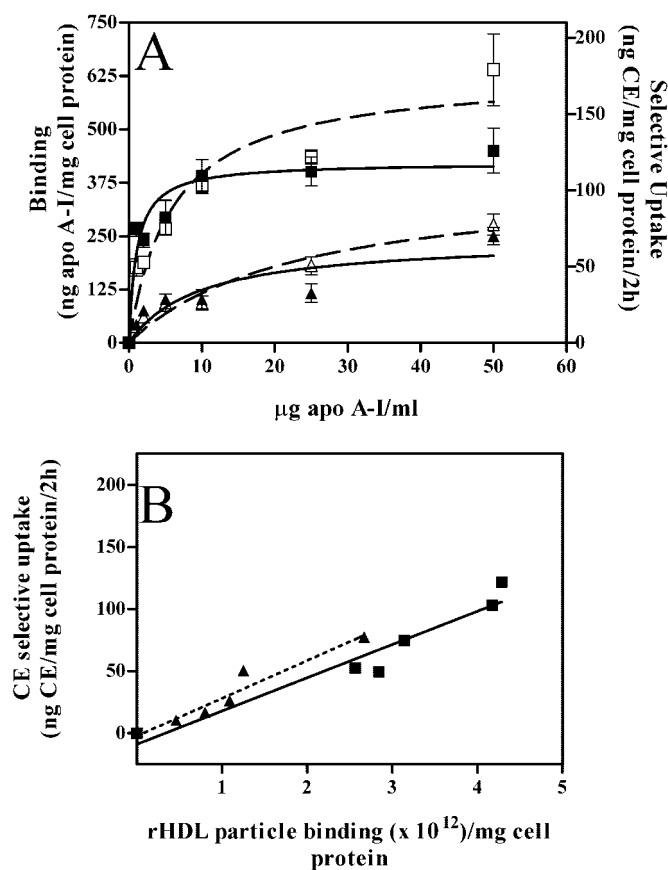 A
750
625
500
375
250
125
0
Binding
(ng apo A-I/mg cell protein)
200
150
100
50
0
Selective Uptake
(ng CE/mg cell protein/2h)
0 10 20 30 40 50 60
µg apo A-I/ml
B
200
150
100
50
0
CE selective uptake
(ng CE/mg cell protein/2h)
1 2 3 4 5
rHDL particle binding (x 10¹²)/mg cell
protein